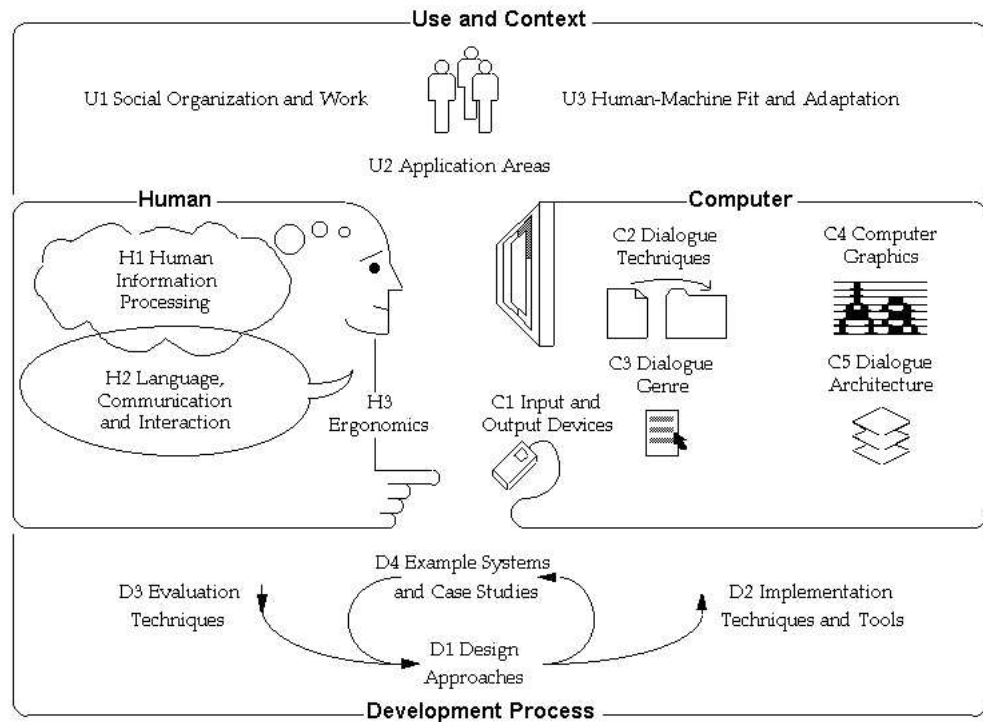 Use and Context
U1 Social Organization and Work
U3 Human-Machine Fit and Adaptation
U2 Application Areas
Human
H1 Human
Information
Processing
H2 Language,
Communication
and Interaction
H3
Ergonomics
Computer
C1 Input and
Output Devices
C2 Dialogue
Techniques
C3 Dialogue
Genre
C4 Computer
Graphics
C5 Dialogue
Architecture
D3 Evaluation
Techniques
D4 Example Systems
and Case Studies
D1 Design
Approaches
D2 Implementation
Techniques and Tools
Development Process